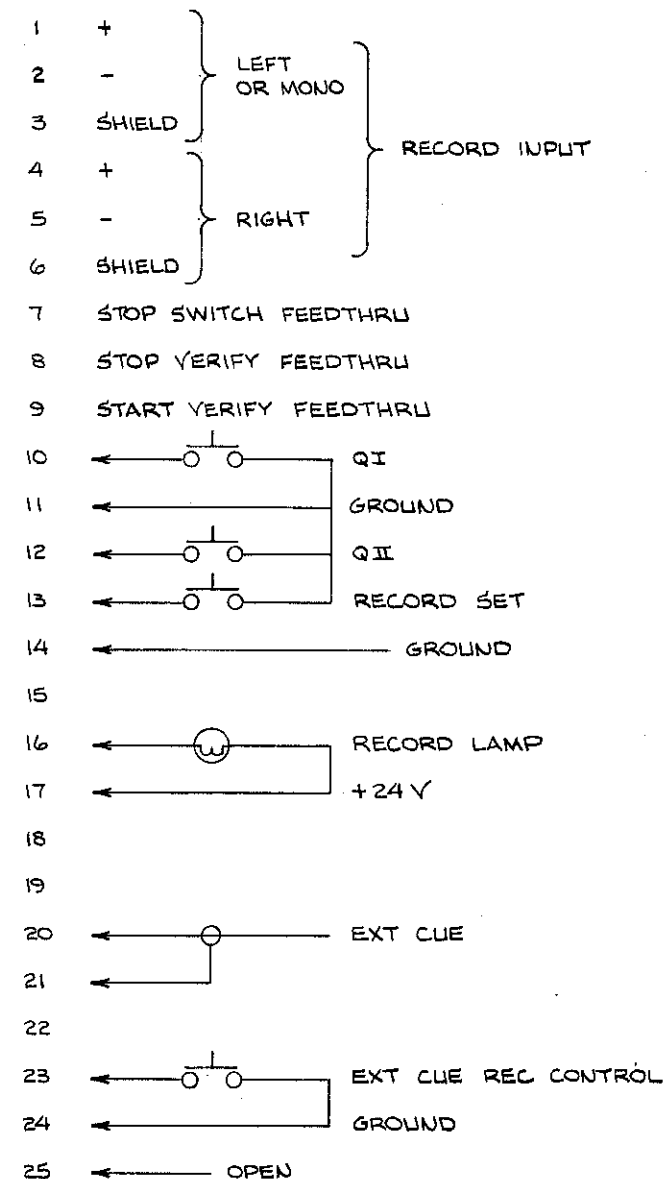 1 +
2 - LEFT OR MONO
3 SHIELD
RECORD INPUT
4 +
5 - RIGHT
6 SHIELD
7 STOP SWITCH FEEDTHRU
8 STOP VERIFY FEEDTHRU
9 START VERIFY FEEDTHRU
10 QI
11 GROUND
12 QII
13 RECORD SET
14 GROUND
15
16 RECORD LAMP
17 +24V
18
19
20 EXT CUE
21
22
23 EXT CUE REC CONTROL
24 GROUND
25 OPEN